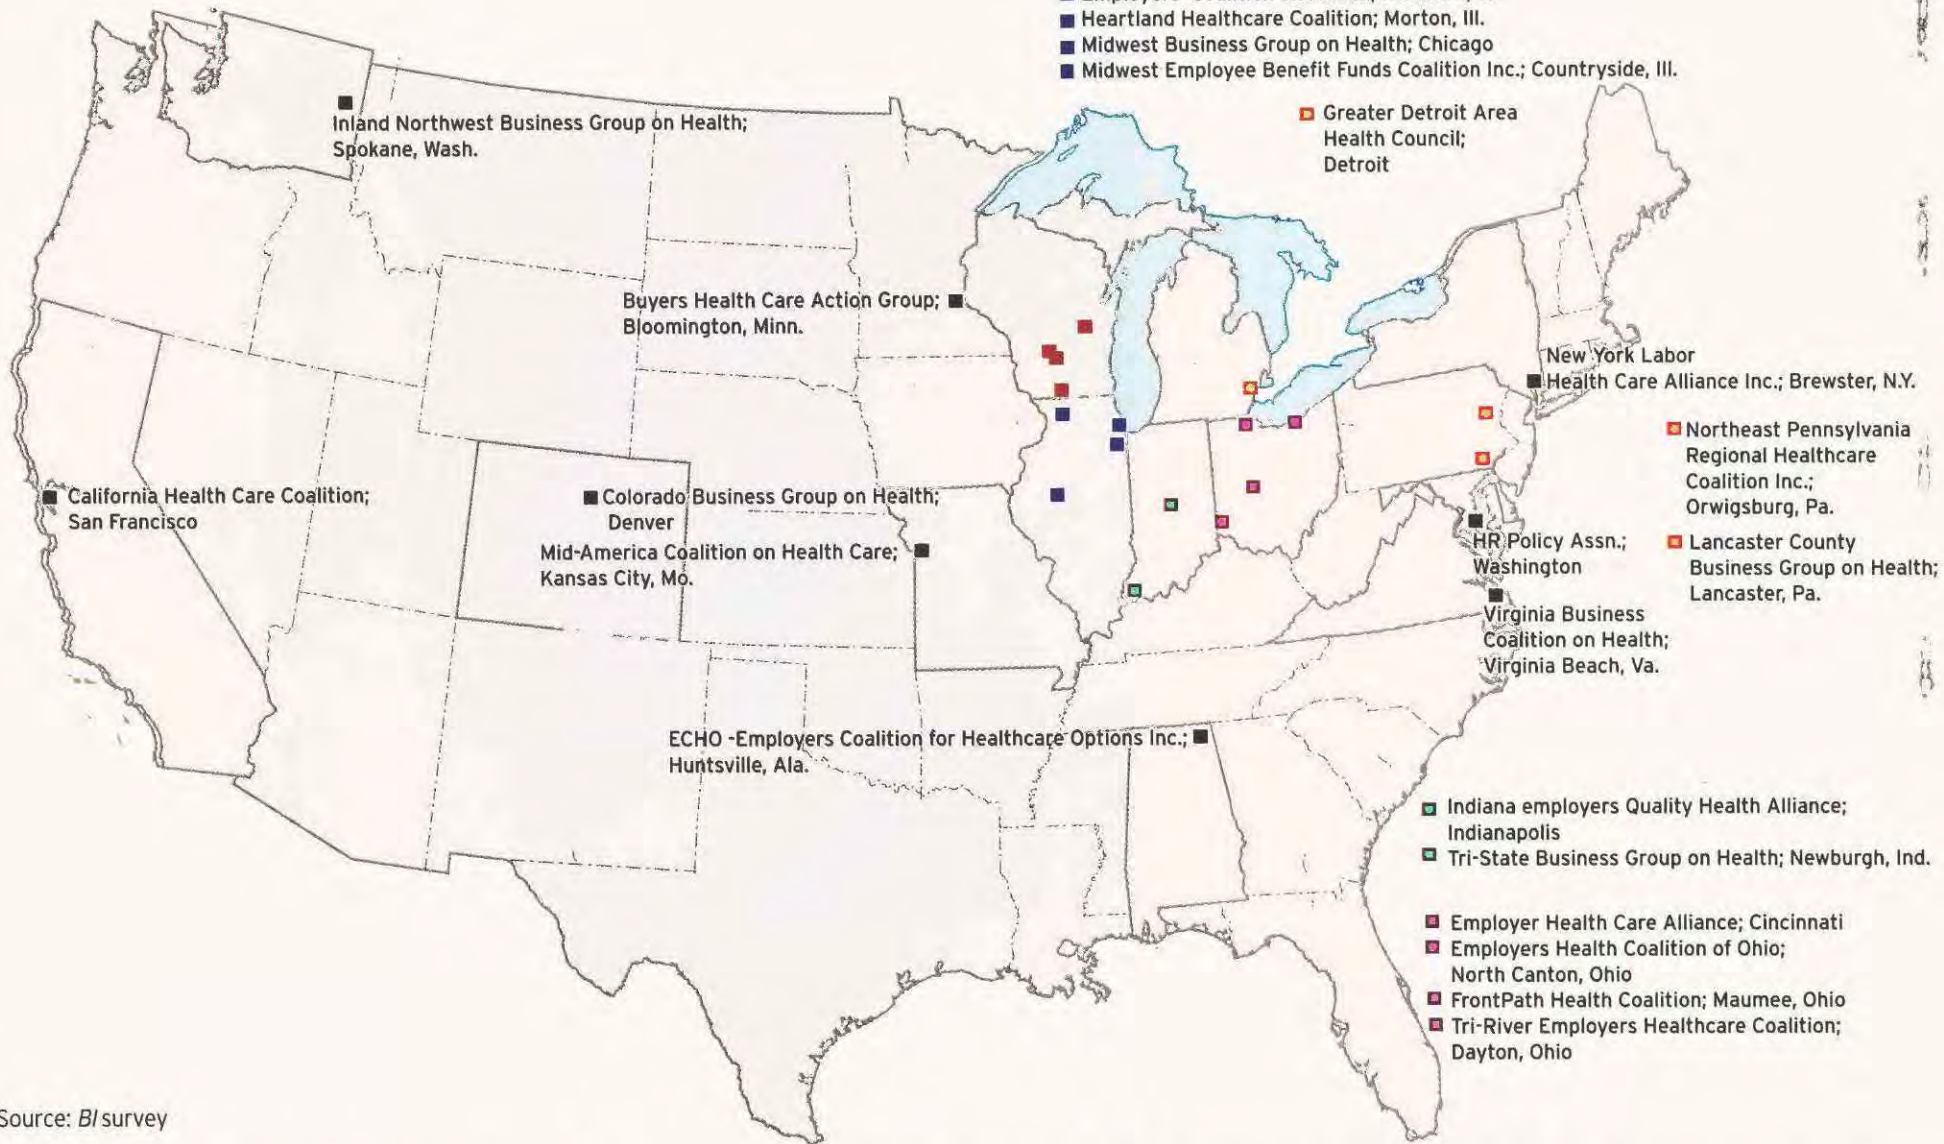 Heartland Healthcare Coalition; Morton, Ill.
Midwest Business Group on Health; Chicago
Midwest Employee Benefit Funds Coalition Inc.; Countryside, Ill.
Greater Detroit Area
Health Council;
Detroit
Inland Northwest Business Group on Health;
Spokane, Wash.
Buyers Health Care Action Group;
Bloomington, Minn.
New York Labor
Health Care Alliance Inc.; Brewster, N.Y.
Northeast Pennsylvania
Regional Healthcare
Coalition Inc.;
Orwigsburg, Pa.
California Health Care Coalition;
San Francisco
Colorado Business Group on Health;
Denver
Mid-America Coalition on Health Care;
Kansas City, Mo.
HR Policy Assn.;
Washington
Lancaster County
Business Group on Health;
Lancaster, Pa.
Virginia Business
Coalition on Health;
Virginia Beach, Va.
ECHO -Employers Coalition for Healthcare Options Inc.;
Huntsville, Ala.
Indiana employers Quality Health Alliance;
Indianapolis
Tri-State Business Group on Health; Newburgh, Ind.
Employer Health Care Alliance; Cincinnati
Employers Health Coalition of Ohio;
North Canton, Ohio
FrontPath Health Coalition; Maumee, Ohio
Tri-River Employers Healthcare Coalition;
Dayton, Ohio
Source: BI survey